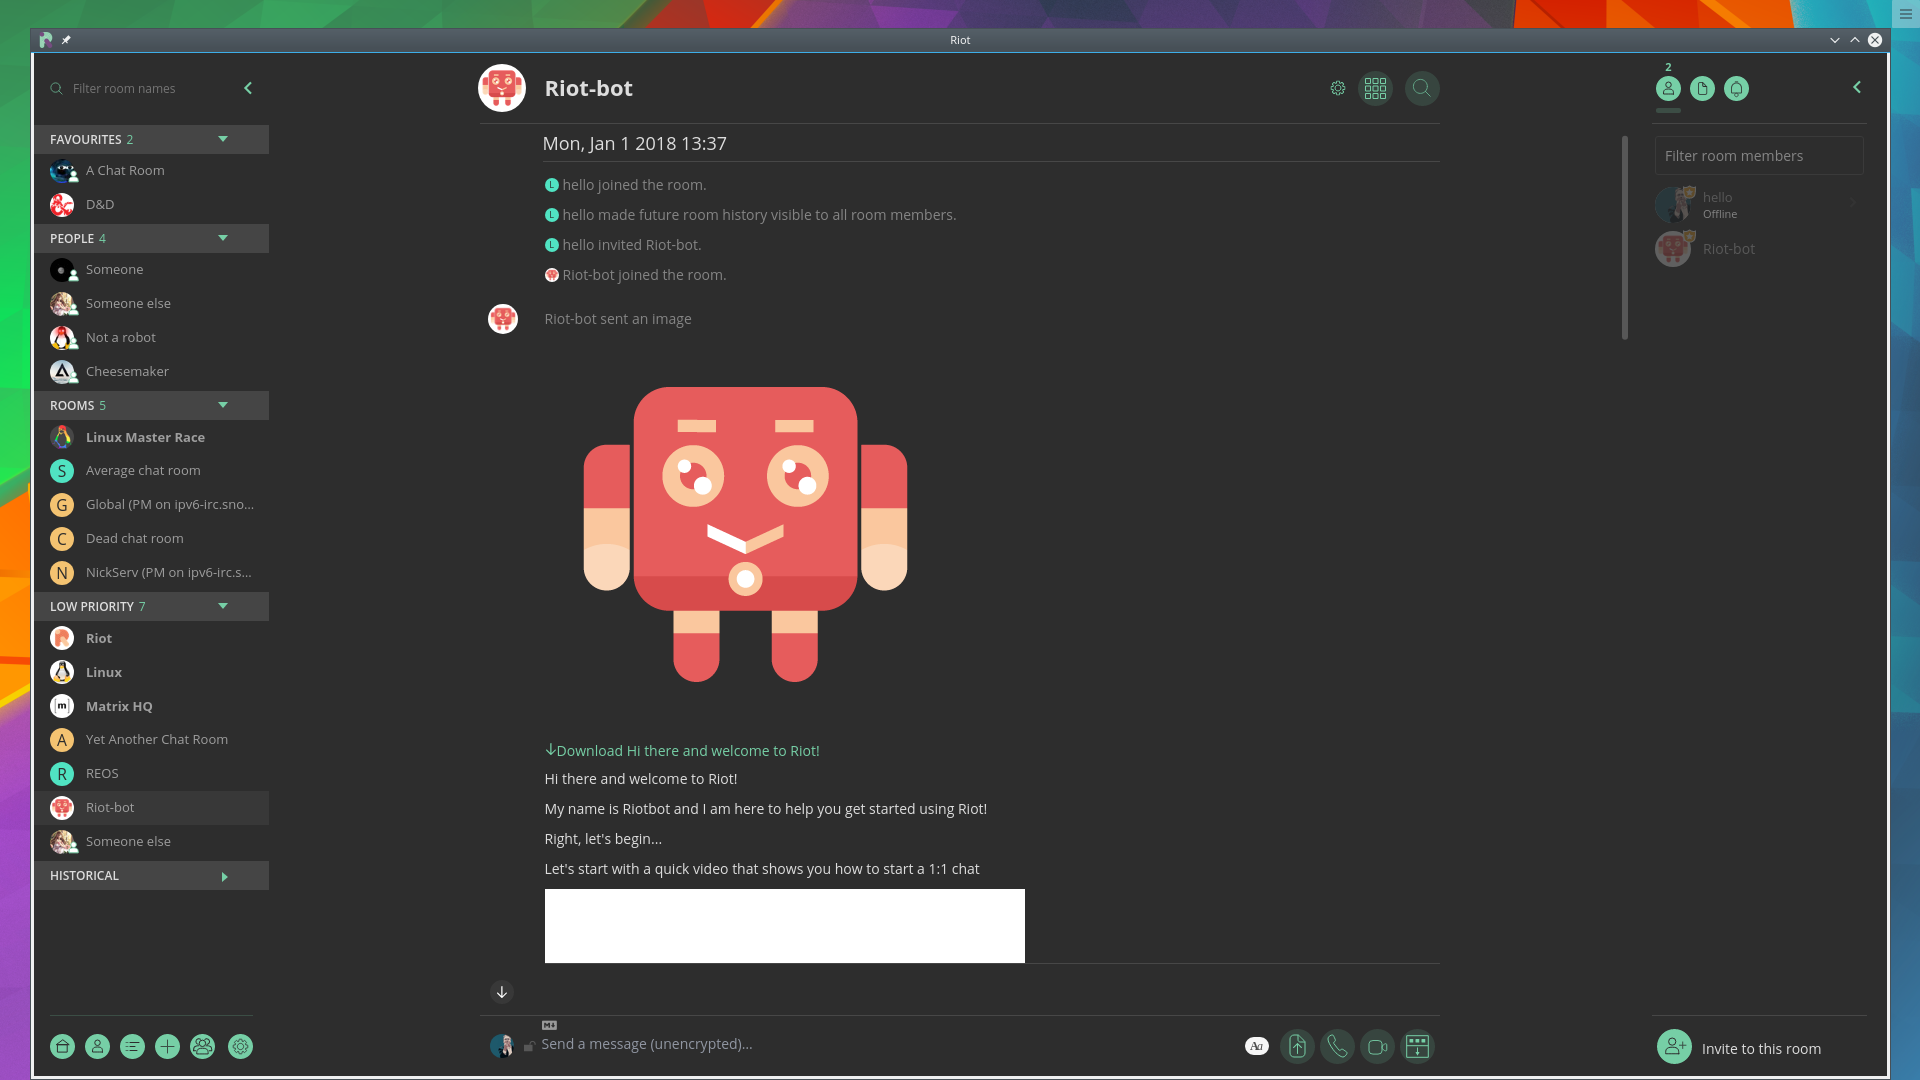 Riot
Filter room names
FAVOURITES 2
A Chat Room
D&D
PEOPLE 4
Someone
Someone else
Not a robot
Cheesemaker
ROOMS 5
Linux Master Race
S Average chat room
G Global (PM on ipv6-irc.sno...
C Dead chat room
N NickServ (PM on ipv6-irc.s...
LOW PRIORITY 7
Riot
Linux
m Matrix HQ
A Yet Another Chat Room
R REOS
Riot-bot
Someone else
HISTORICAL
Riot-bot
Mon, Jan 1 2018 13:37
L hello joined the room.
L hello made future room history visible to all room members.
L hello invited Riot-bot.
Riot-bot joined the room.
Riot-bot sent an image
Download Hi there and welcome to Riot!
Hi there and welcome to Riot!
My name is Riotbot and I am here to help you get started using Riot!
Right, let's begin...
Let's start with a quick video that shows you how to start a 1:1 chat
M
Send a message (unencrypted)...
Aa
2
Filter room members
hello
Offline
Riot-bot
Invite to this room